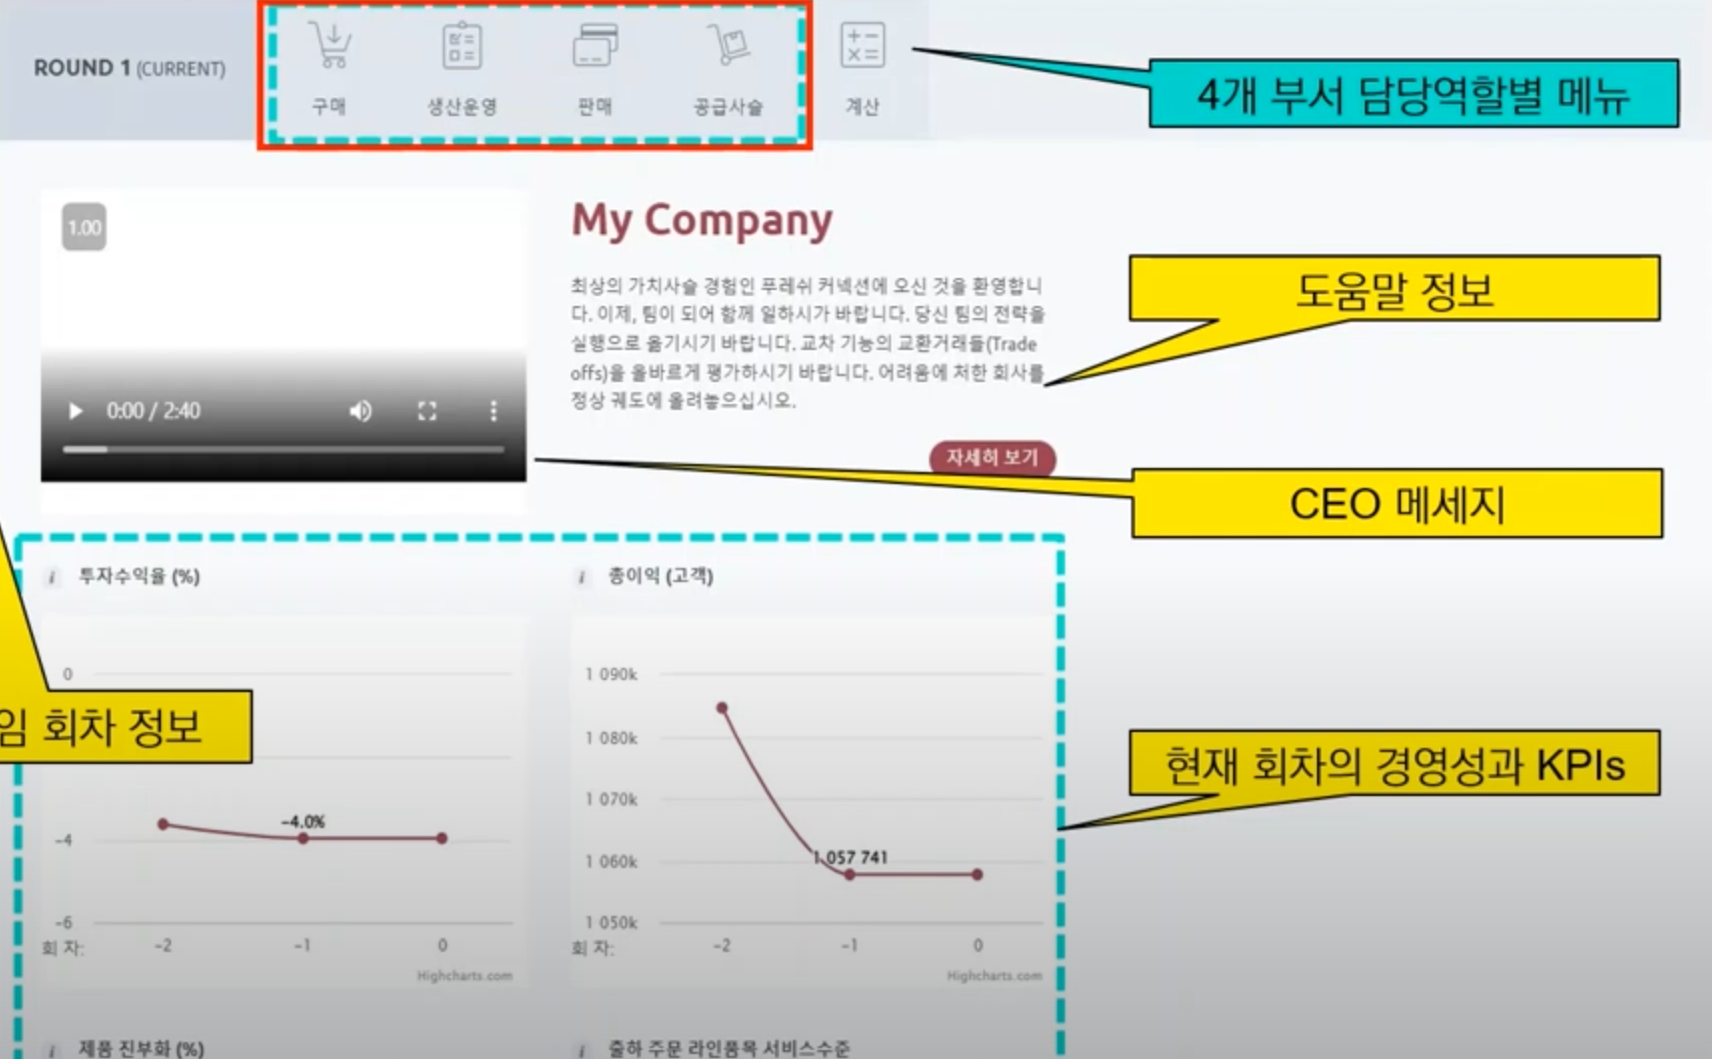 ROUND 1 (CURRENT)
구매
생산운영
판매
공급사슬
계산
4개 부서 담당역할별 메뉴
1.00
0:00 / 2:40
My Company
최상의 가치사슬 경험인 푸레쉬 커넥션에 오신 것을 환영합니
다. 이제, 팀이 되어 함께 일하시가 바랍니다. 당신 팀의 전략을
실행으로 옮기시기 바랍니다. 교차 기능의 교환거래들(Trade
offs)을 올바르게 평가하시기 바랍니다. 어려움에 처한 회사를
정상 궤도에 올려놓으십시오.
자세히 보기
도움말 정보
CEO 메세지
i 투자수익율 (%)
0
-4.0%
-4
-6
회 차:
-2
-1
0
Highcharts.com
임 회차 정보
i 총이익 (고객)
1 090k
1 080k
1 070k
1 057 741
1 060k
1 050k
회 차:
-2
-1
0
Highcharts.com
현재 회차의 경영성과 KPIs
i 제품 진부화 (%)
i 출하 주문 라인품목 서비스수준